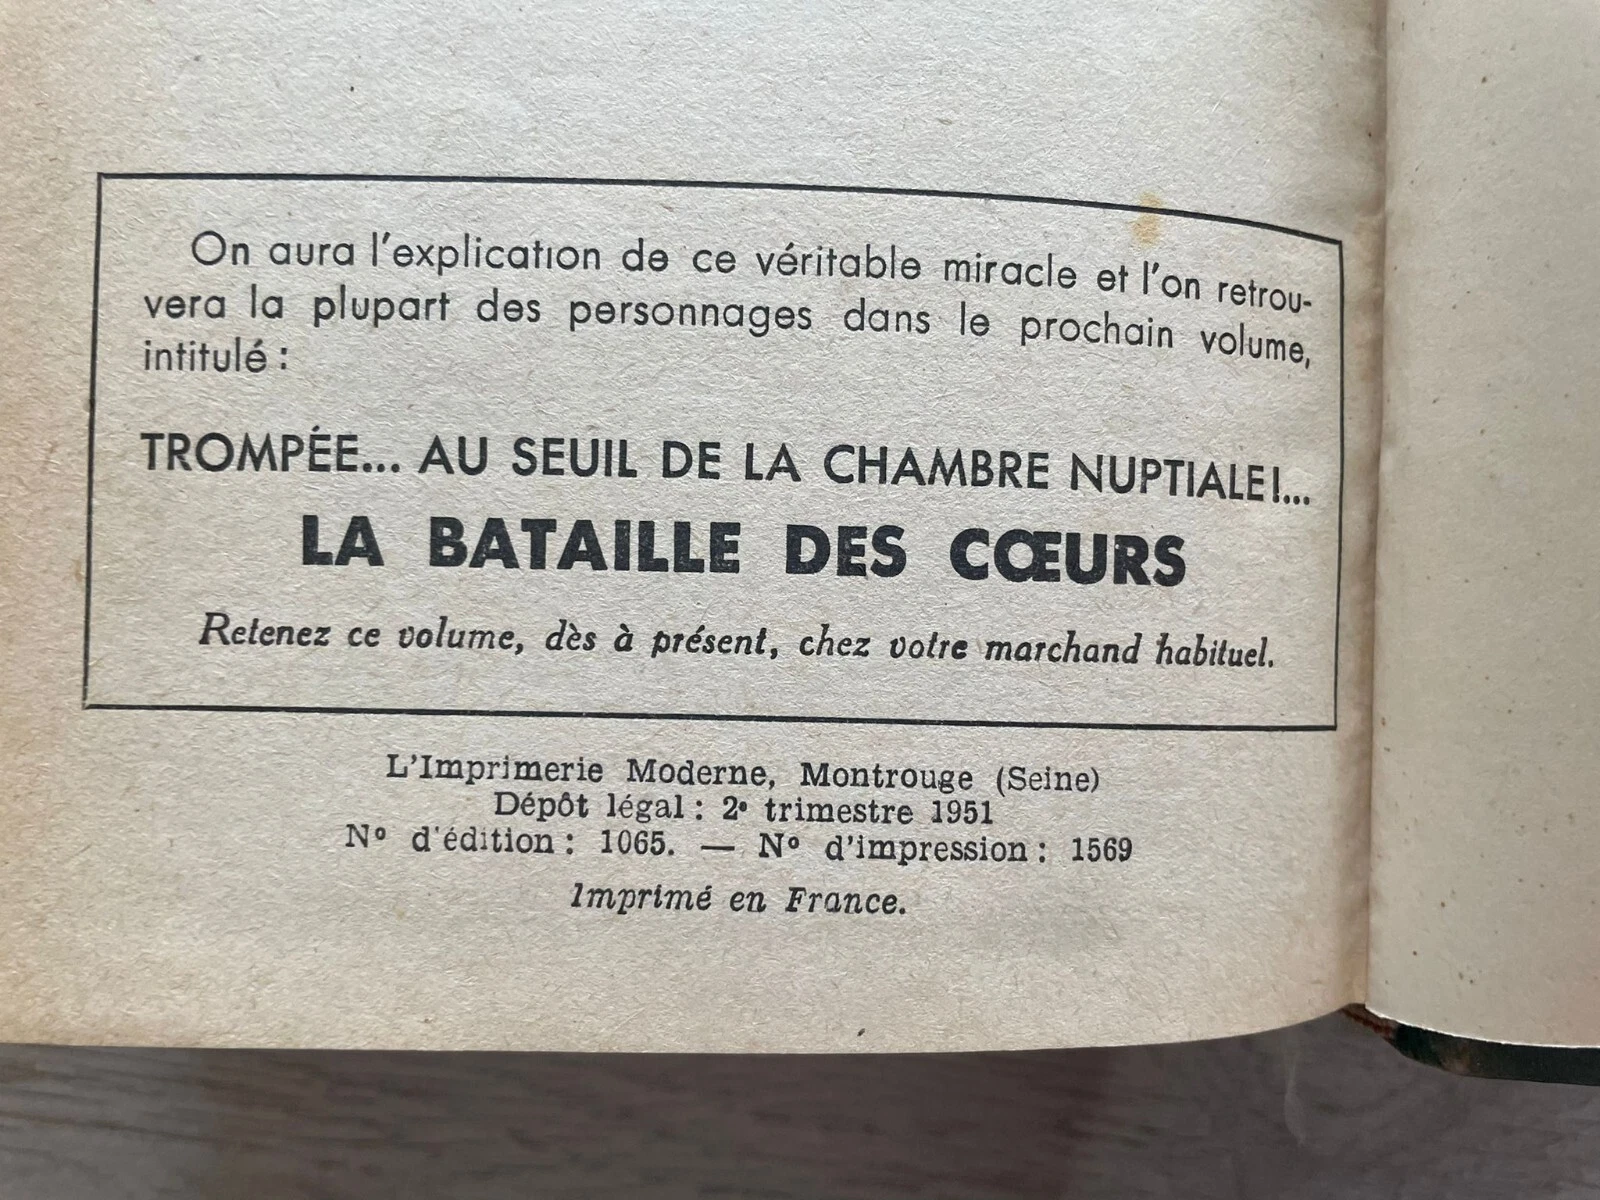 On aura l'explication de ce véritable miracle et l'on retrou-
vera la plupart des personnages dans le prochain volume,
intitulé :
TROMPÉE... AU SEUIL DE LA CHAMBRE NUPTIALE!...
LA BATAILLE DES CŒURS
Retenez ce volume, dès à présent, chez votre marchand habituel.
L'Imprimerie Moderne, Montrouge (Seine)
Dépôt légal : 2e trimestre 1951
No d'édition : 1065. — No d'impression : 1569
Imprimé en France.